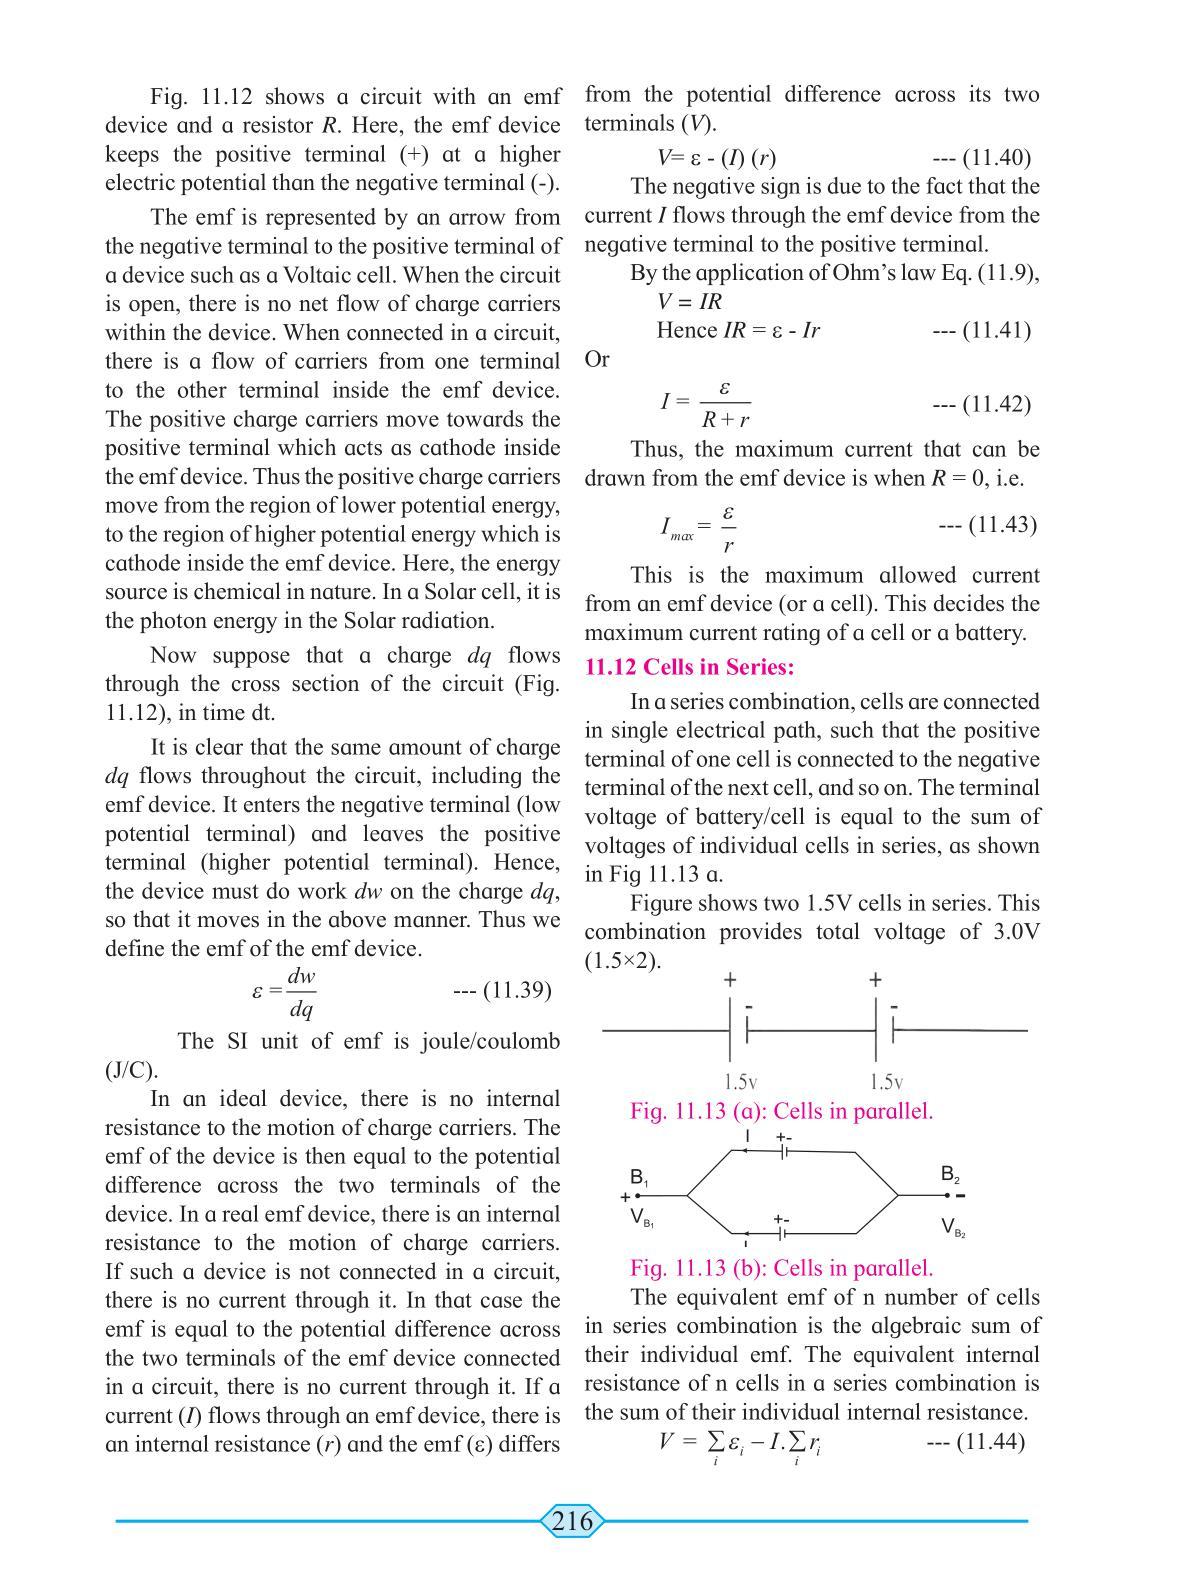 Fig. 11.12 shows a circuit with an emf
device and a resistor R. Here, the emf device
keeps the positive terminal (+) at a higher
electric potential than the negative terminal (-).
The emf is represented by an arrow from
the negative terminal to the positive terminal of
a device such as a Voltaic cell. When the circuit
is open, there is no net flow of charge carriers
within the device. When connected in a circuit,
there is a flow of carriers from one terminal
to the other terminal inside the emf device.
The positive charge carriers move towards the
positive terminal which acts as cathode inside
the emf device. Thus the positive charge carriers
move from the region of lower potential energy,
to the region of higher potential energy which is
cathode inside the emf device. Here, the energy
source is chemical in nature. In a Solar cell, it is
the photon energy in the Solar radiation.
Now suppose that a charge dq flows
through the cross section of the circuit (Fig.
11.12), in time dt.
It is clear that the same amount of charge
dq flows throughout the circuit, including the
emf device. It enters the negative terminal (low
potential terminal) and leaves the positive
terminal (higher potential terminal). Hence,
the device must do work dw on the charge dq,
so that it moves in the above manner. Thus we
define the emf of the emf device.
ε = dw/dq --- (11.39)
The SI unit of emf is joule/coulomb
(J/C).
In an ideal device, there is no internal
resistance to the motion of charge carriers. The
emf of the device is then equal to the potential
difference across the two terminals of the
device. In a real emf device, there is an internal
resistance to the motion of charge carriers.
If such a device is not connected in a circuit,
there is no current through it. In that case the
emf is equal to the potential difference across
the two terminals of the emf device connected
in a circuit, there is no current through it. If a
current (I) flows through an emf device, there is
an internal resistance (r) and the emf (ε) differs
from the potential difference across its two
terminals (V).
V= ε - (I) (r) --- (11.40)
The negative sign is due to the fact that the
current I flows through the emf device from the
negative terminal to the positive terminal.
By the application of Ohm’s law Eq. (11.9),
V = IR
Hence IR = ε - Ir --- (11.41)
Or
I = ε/(R + r) --- (11.42)
Thus, the maximum current that can be
drawn from the emf device is when R = 0, i.e.
I_max = ε/r --- (11.43)
This is the maximum allowed current
from an emf device (or a cell). This decides the
maximum current rating of a cell or a battery.
11.12 Cells in Series:
In a series combination, cells are connected
in single electrical path, such that the positive
terminal of one cell is connected to the negative
terminal of the next cell, and so on. The terminal
voltage of battery/cell is equal to the sum of
voltages of individual cells in series, as shown
in Fig 11.13 a.
Figure shows two 1.5V cells in series. This
combination provides total voltage of 3.0V
(1.5×2).
+ - + -
1.5v 1.5v
Fig. 11.13 (a): Cells in parallel.
I +-
B₁ B₂
+ -
V_B₁ V_B₂
+-
I
Fig. 11.13 (b): Cells in parallel.
The equivalent emf of n number of cells
in series combination is the algebraic sum of
their individual emf. The equivalent internal
resistance of n cells in a series combination is
the sum of their individual internal resistance.
V = ∑_i ε_i − I.∑_i r_i --- (11.44)
216